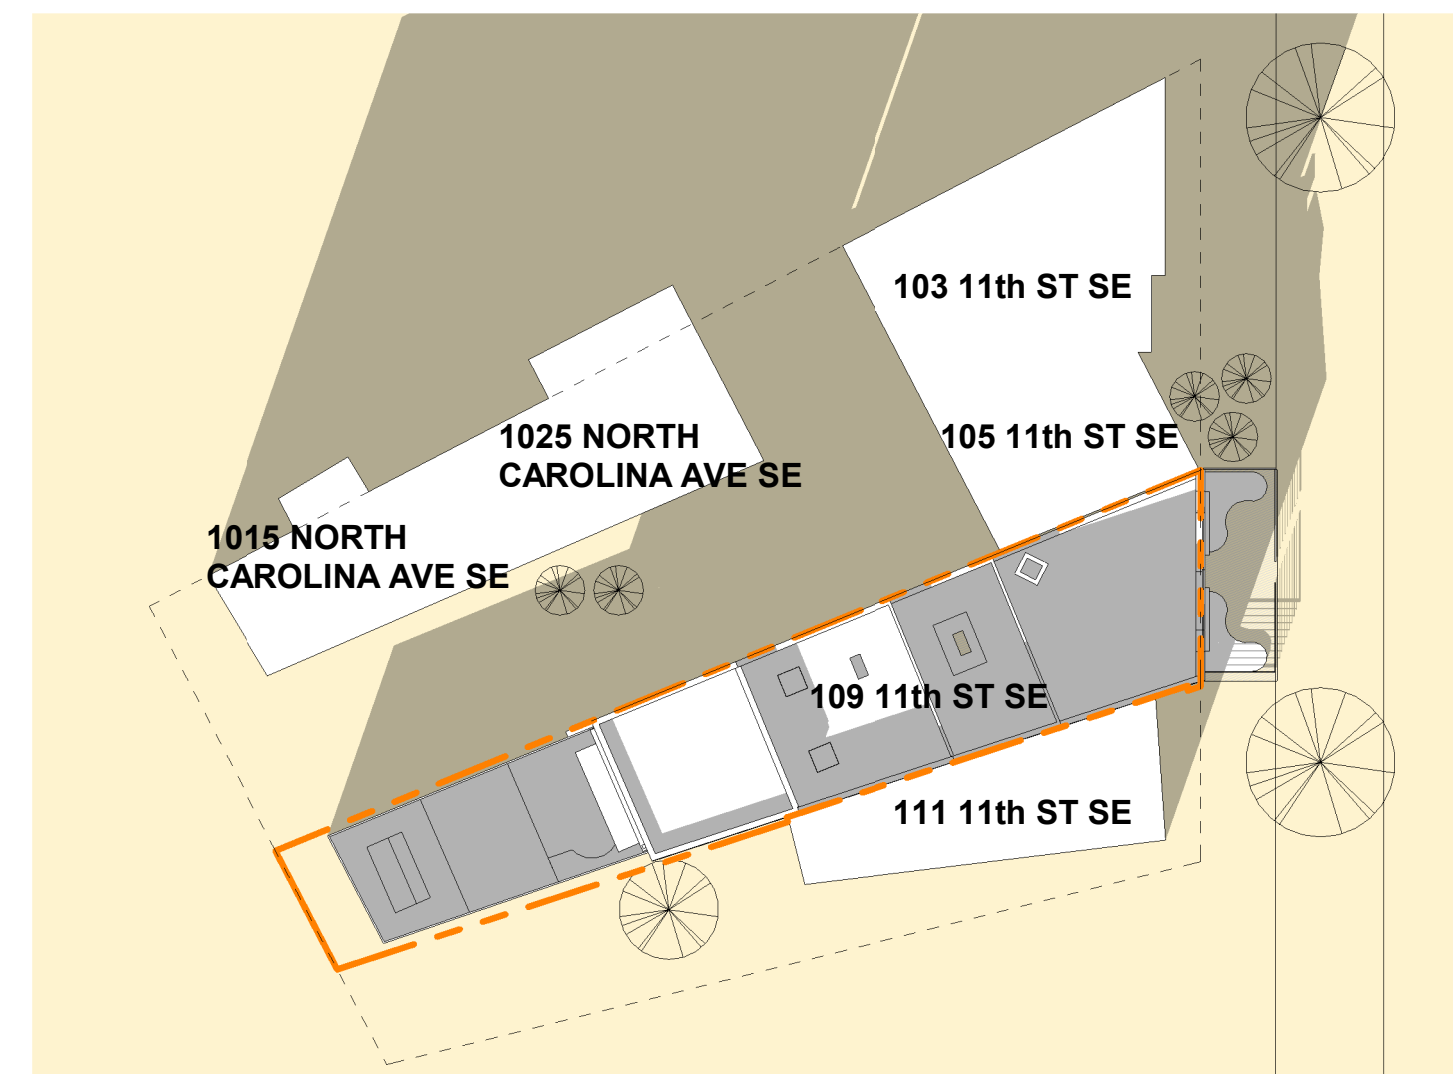 103 11th ST SE
105 11th ST SE
1025 NORTH
CAROLINA AVE SE
1015 NORTH
CAROLINA AVE SE
109 11th ST SE
111 11th ST SE